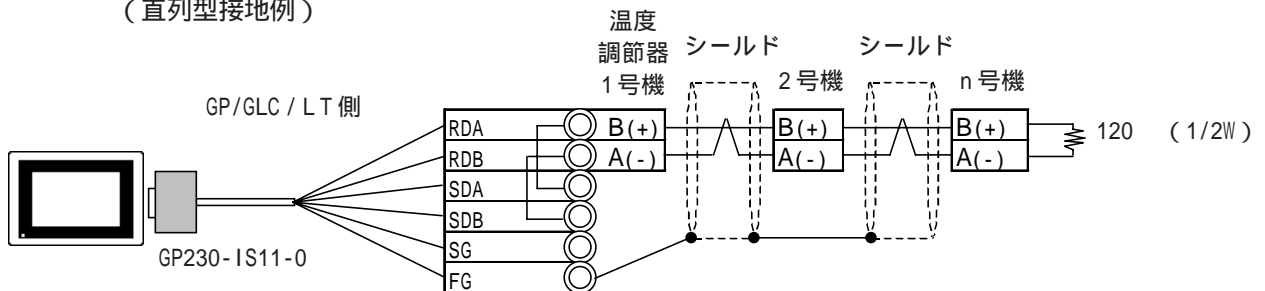 (直列型接地例)
温度
調節器
1号機
シールド
シールド
2号機
n号機
GP/GLC/LT側
RDA
B(+)
B(+)
B(+)
120 (1/2W)
RDB
A(-)
A(-)
A(-)
SDA
SDB
SG
FG
GP230-IS11-0